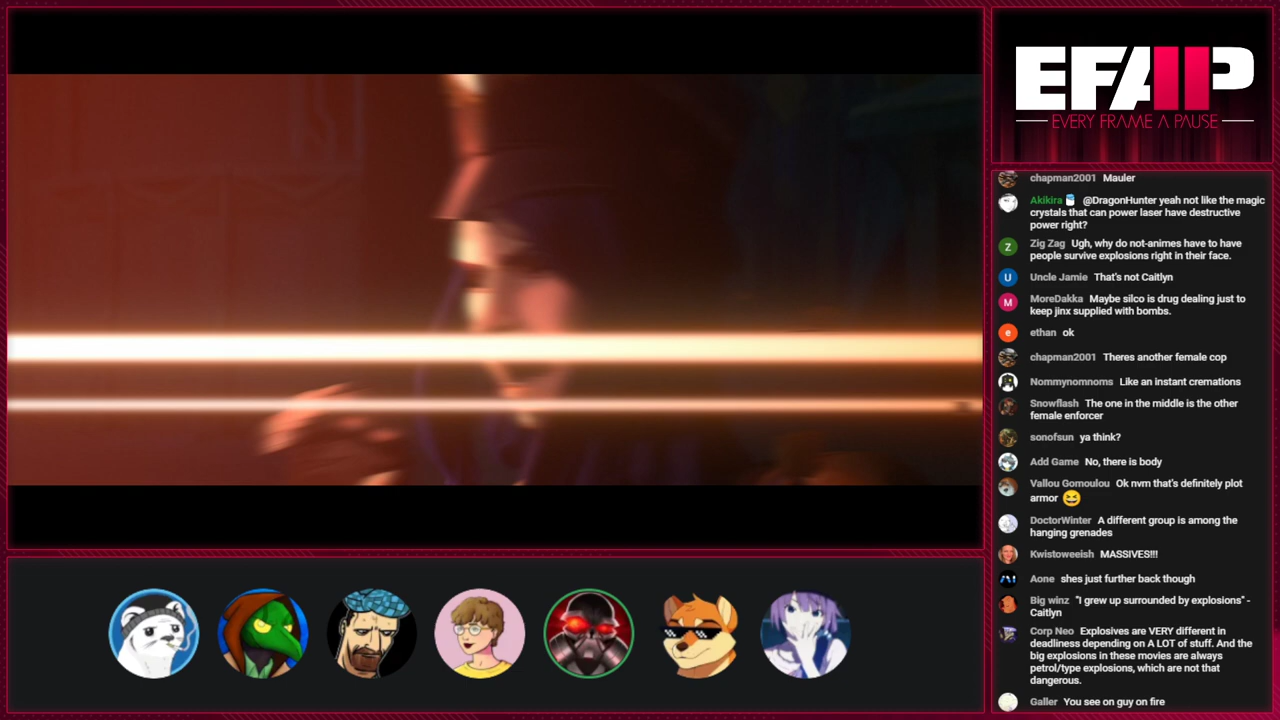 EFAP
EVERY FRAME A PAUSE
chapman2001 Mauler
Akikira @DragonHunter yeah not like the magic
crystals that can power laser have destructive
power right?
Z
Zig Zag Ugh, why do not-animes have to have
people survive explosions right in their face.
U
Uncle Jamie That's not Caitlyn
M
MoreDakka Maybe silco is drug dealing just to
keep jinx supplied with bombs.
e
ethan ok
chapman2001 Theres another female cop
Nommynomnoms Like an instant cremations
Snowflash The one in the middle is the other
female enforcer
sonofsun ya think?
Add Game No, there is body
Vallou Gomoulou Ok nvm that's definitely plot
armor 😆
DoctorWinter A different group is among the
hanging grenades
Kwistoweeish MASSIVES!!!
Aone shes just further back though
Big winz "I grew up surrounded by explosions" -
Caitlyn
Corp Neo Explosives are VERY different in
deadliness depending on A LOT of stuff. And the
big explosions in these movies are always
petrol/type explosions, which are not that
dangerous.
Galler You see on guy on fire